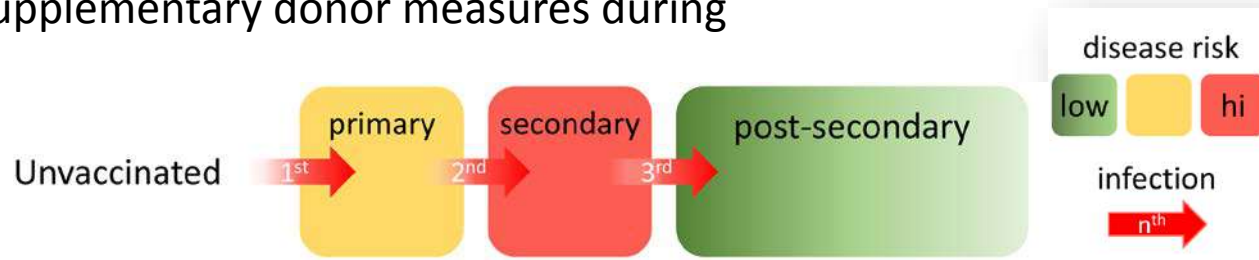 upplementary donor measures during
disease risk
low
hi
primary
secondary
post-secondary
Unvaccinated
1st
2nd
3rd
infection
nth